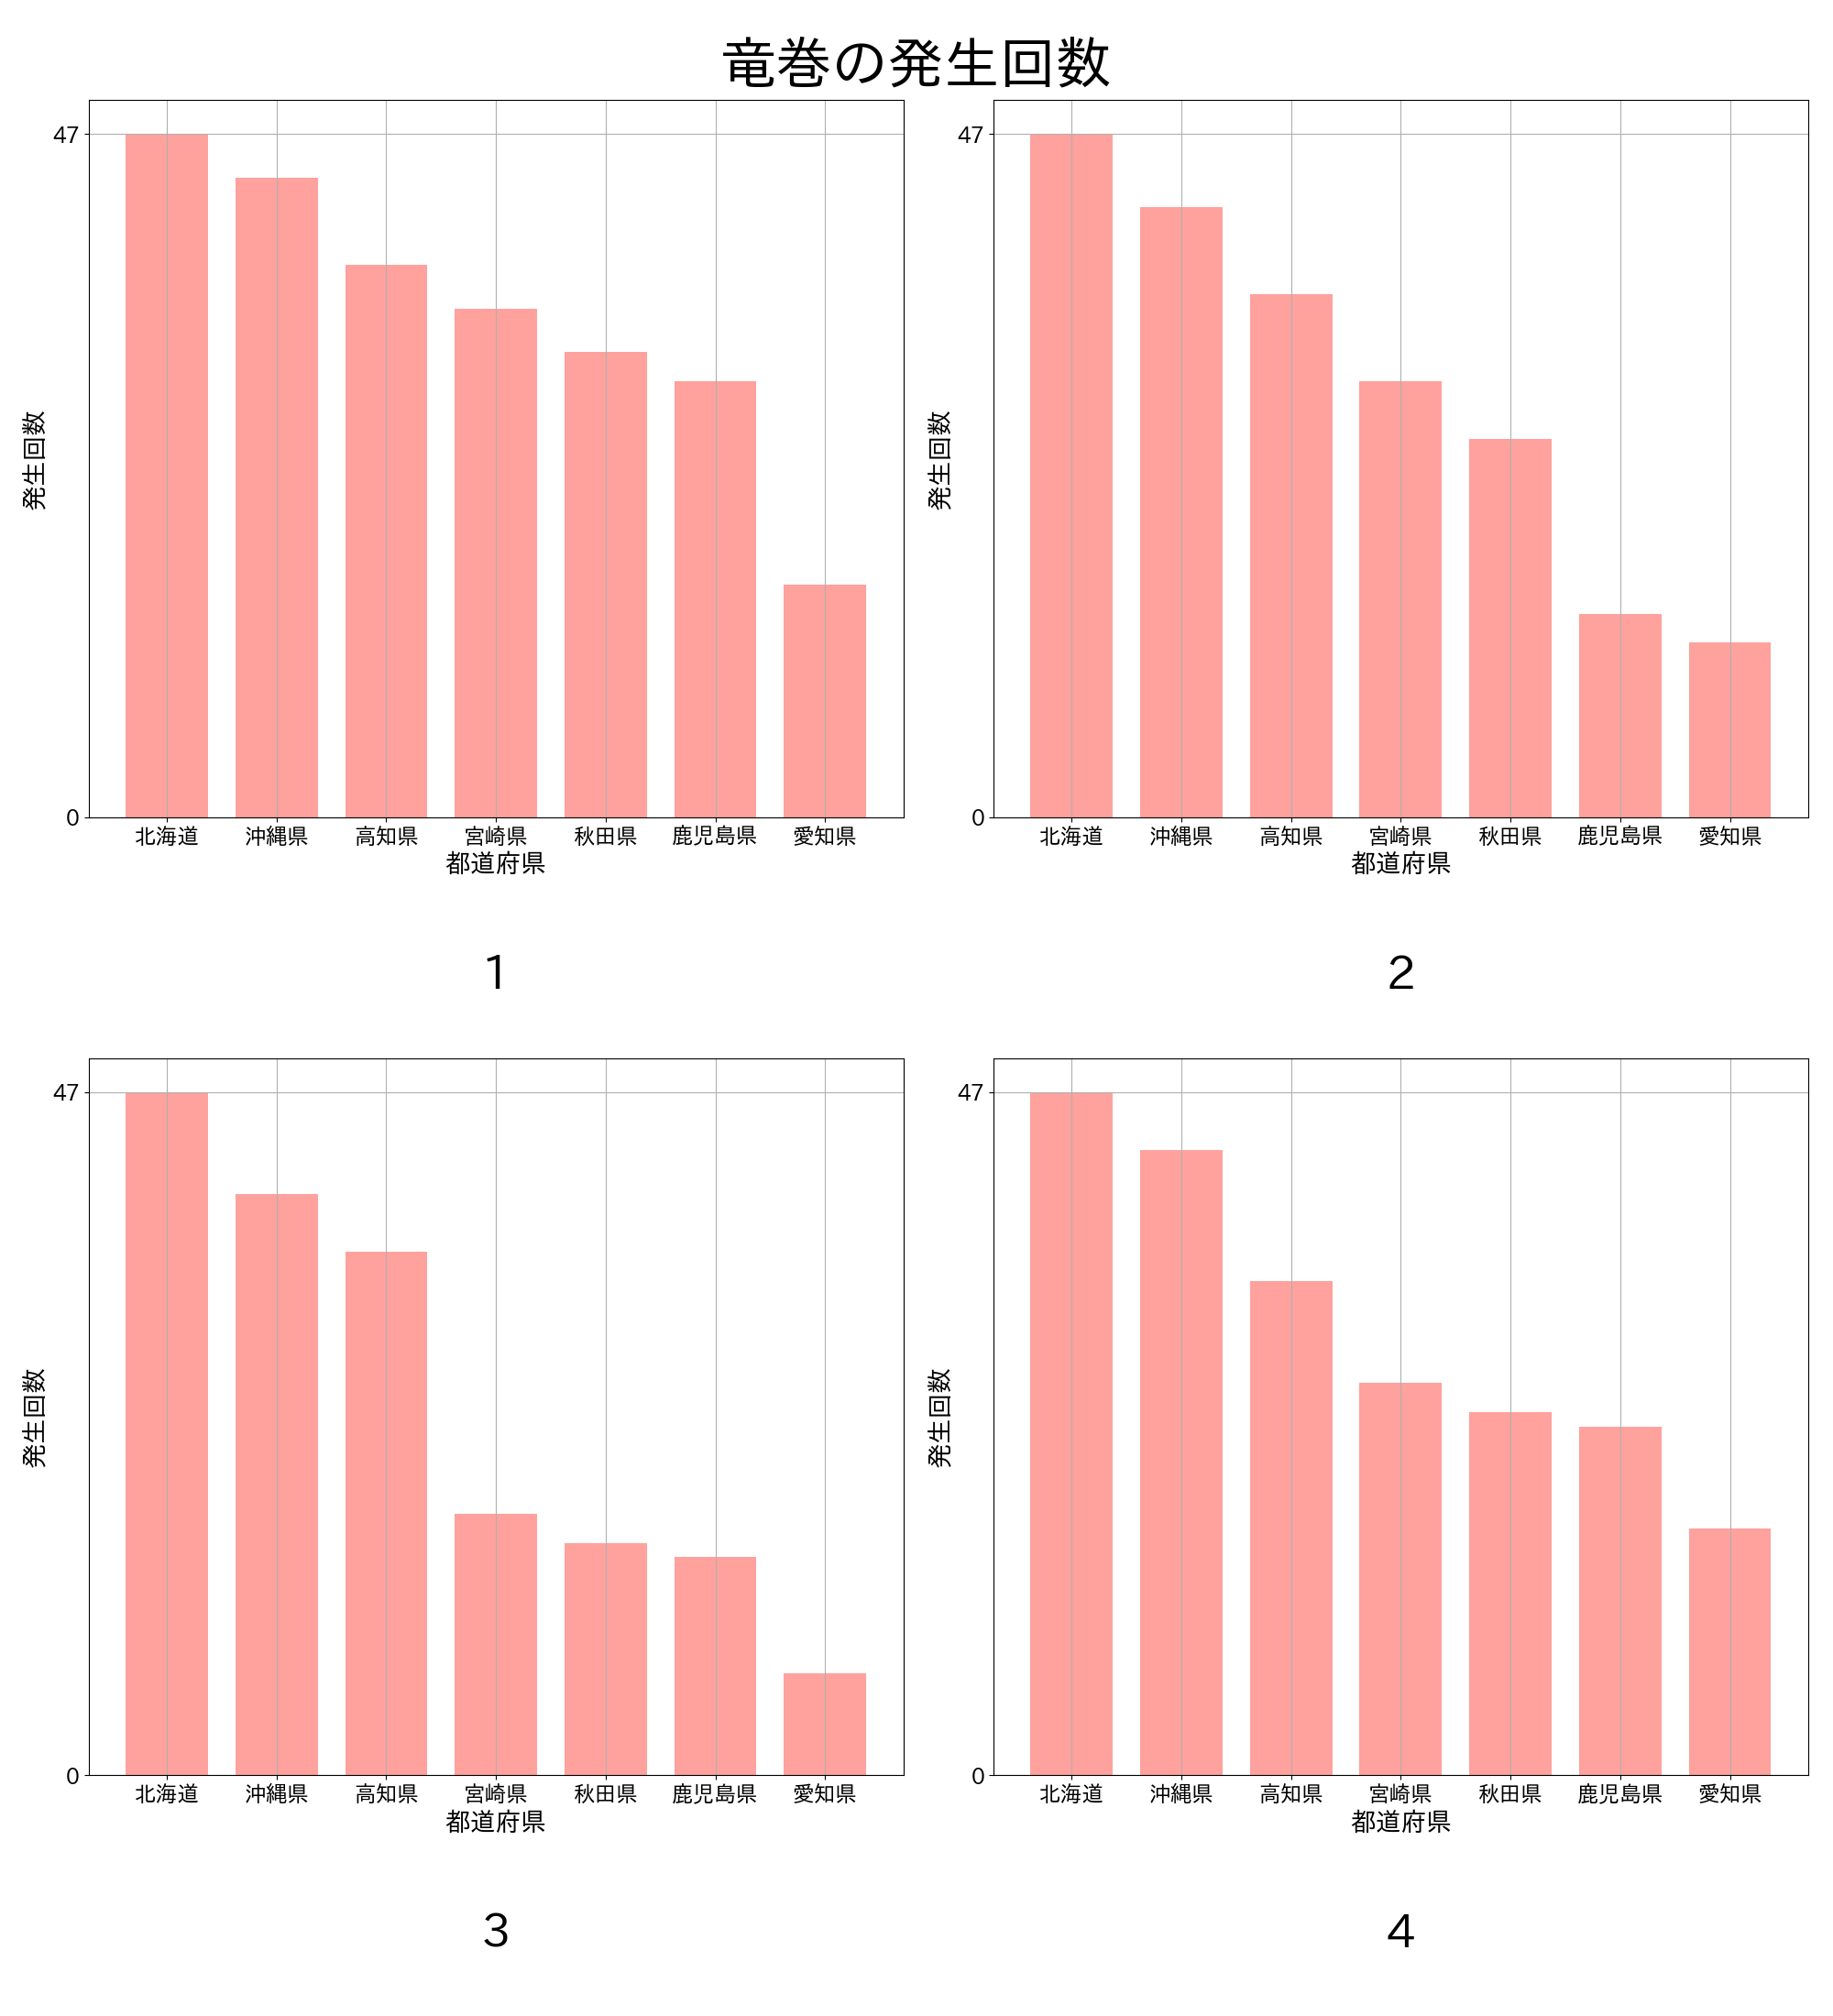 竜巻の発生回数
47
0
発生回数
北海道 沖縄県 高知県 宮崎県 秋田県 鹿児島県 愛知県
都道府県
1
47
0
発生回数
北海道 沖縄県 高知県 宮崎県 秋田県 鹿児島県 愛知県
都道府県
2
47
0
発生回数
北海道 沖縄県 高知県 宮崎県 秋田県 鹿児島県 愛知県
都道府県
3
47
0
発生回数
北海道 沖縄県 高知県 宮崎県 秋田県 鹿児島県 愛知県
都道府県
4